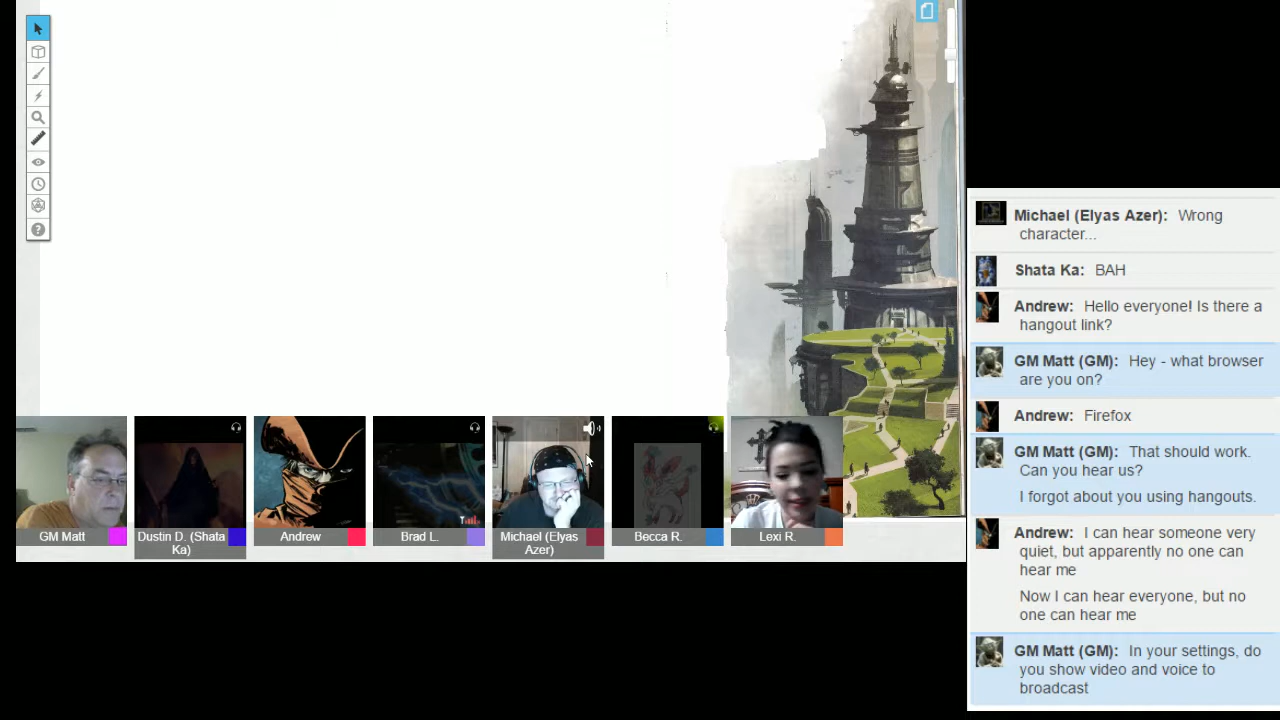 Michael (Elyas Azer): Wrong
character...
Shata Ka: BAH
Andrew: Hello everyone! Is there a
hangout link?
GM Matt (GM): Hey - what browser
are you on?
Andrew: Firefox
GM Matt (GM): That should work.
Can you hear us?
I forgot about you using hangouts.
Andrew: I can hear someone very
quiet, but apparently no one can
hear me
Now I can hear everyone, but no
one can hear me
GM Matt (GM): In your settings, do
you show video and voice to
broadcast
GM Matt
Dustin D. (Shata
Ka)
Andrew
Brad L.
Michael (Elyas
Azer)
Becca R.
Lexi R.